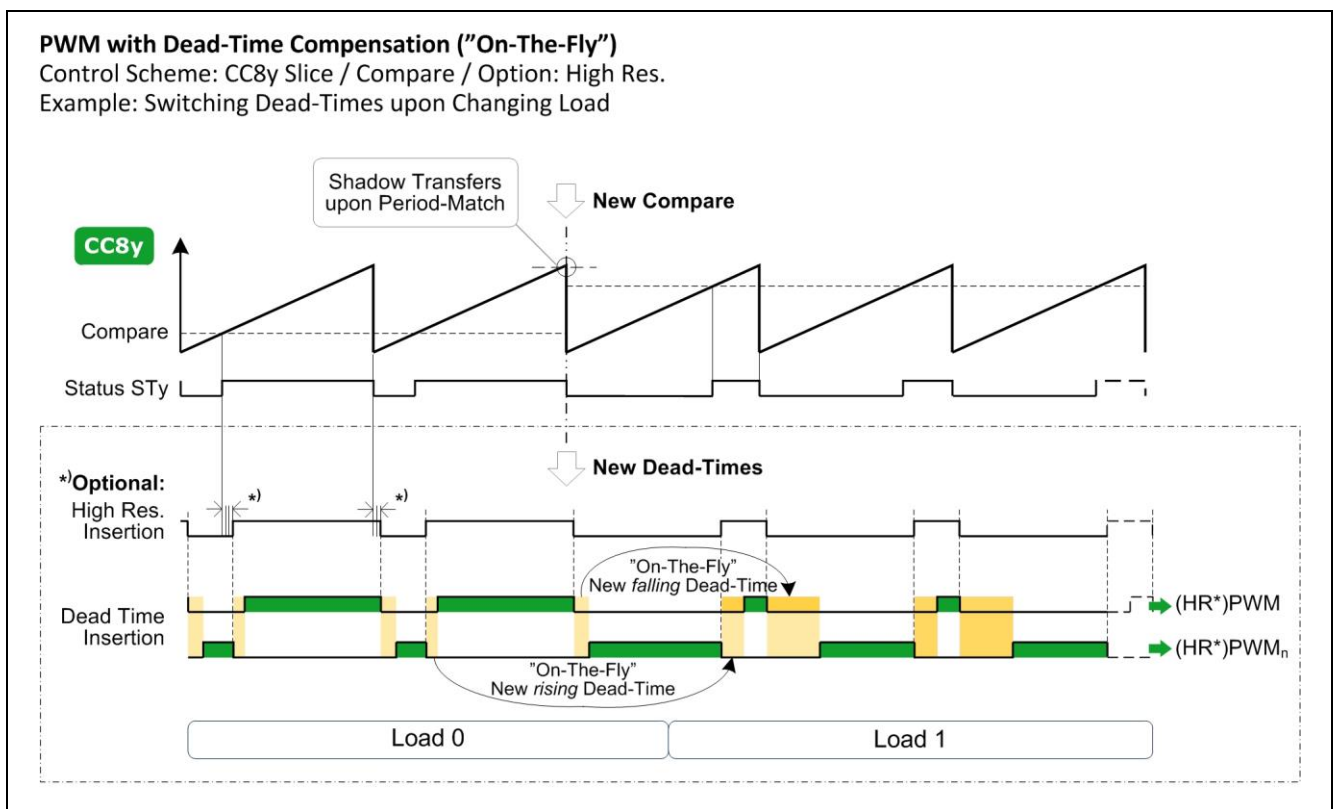 PWM with Dead-Time Compensation ("On-The-Fly")
Control Scheme: CC8y Slice / Compare / Option: High Res.
Example: Switching Dead-Times upon Changing Load
Shadow Transfers
upon Period-Match
New Compare
CC8y
Compare
Status STy
New Dead-Times
*)Optional:
High Res.
Insertion
*)
*)
"On-The-Fly"
New falling Dead-Time
Dead Time
Insertion
(HR*)PWM
(HR*)PWMn
"On-The-Fly"
New rising Dead-Time
Load 0
Load 1